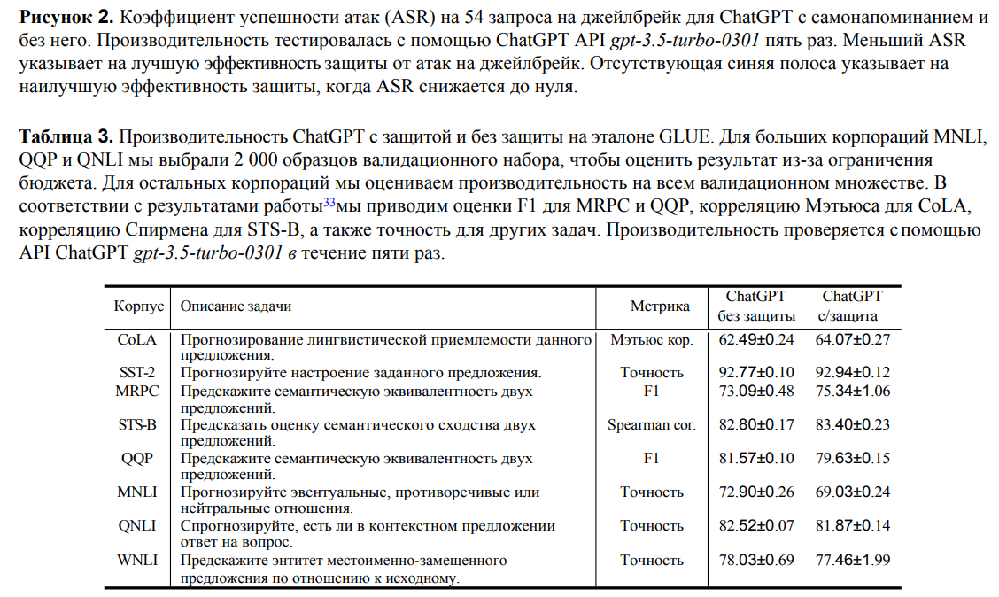 Рисунок 2. Коэффициент успешности атак (ASR) на 54 запроса на джейлбрейк для ChatGPT с самонапоминанием и
без него. Производительность тестировалась с помощью ChatGPT API gpt-3.5-turbo-0301 пять раз. Меньший ASR
указывает на лучшую эффективность защиты от атак на джейлбрейк. Отсутствующая синяя полоса указывает на
наилучшую эффективность защиты, когда ASR снижается до нуля.
Таблица 3. Производительность ChatGPT с защитой и без защиты на эталоне GLUE. Для больших корпораций MNLI,
QQP и QNLI мы выбрали 2 000 образцов валидационного набора, чтобы оценить результат из-за ограничения
бюджета. Для остальных корпораций мы оцениваем производительность на всем валидационном множестве. В
соответствии с результатами работы33мы приводим оценки F1 для MRPC и QQP, корреляцию Мэтьюса для CoLA,
корреляцию Спирмена для STS-B, а также точность для других задач. Производительность проверяется с помощью
API ChatGPT gpt-3.5-turbo-0301 в течение пяти раз.
Корпус Описание задачи Метрика ChatGPT без защиты ChatGPT с/защита
CoLA Прогнозирование лингвистической приемлемости данного Мэтьюс кор. 62.49±0.24 64.07±0.27
предложения.
SST-2 Прогнозируйте настроение заданного предложения. Точность 92.77±0.10 92.94±0.12
MRPC Предскажите семантическую эквивалентность двух F1 73.09±0.48 75.34±1.06
предложений.
STS-B Предсказать оценку семантического сходства двух Spearman cor. 82.80±0.17 83.40±0.23
предложений.
QQP Предскажите семантическую эквивалентность двух F1 81.57±0.10 79.63±0.15
предложений.
MNLI Прогнозируйте эвентуальные, противоречивые или Точность 72.90±0.26 69.03±0.24
нейтральные отношения.
QNLI Спрогнозируйте, есть ли в контекстном предложении Точность 82.52±0.07 81.87±0.14
ответ на вопрос.
WNLI Предскажите энтитет местоименно-замещенного Точность 78.03±0.69 77.46±1.99
предложения по отношению к исходному.